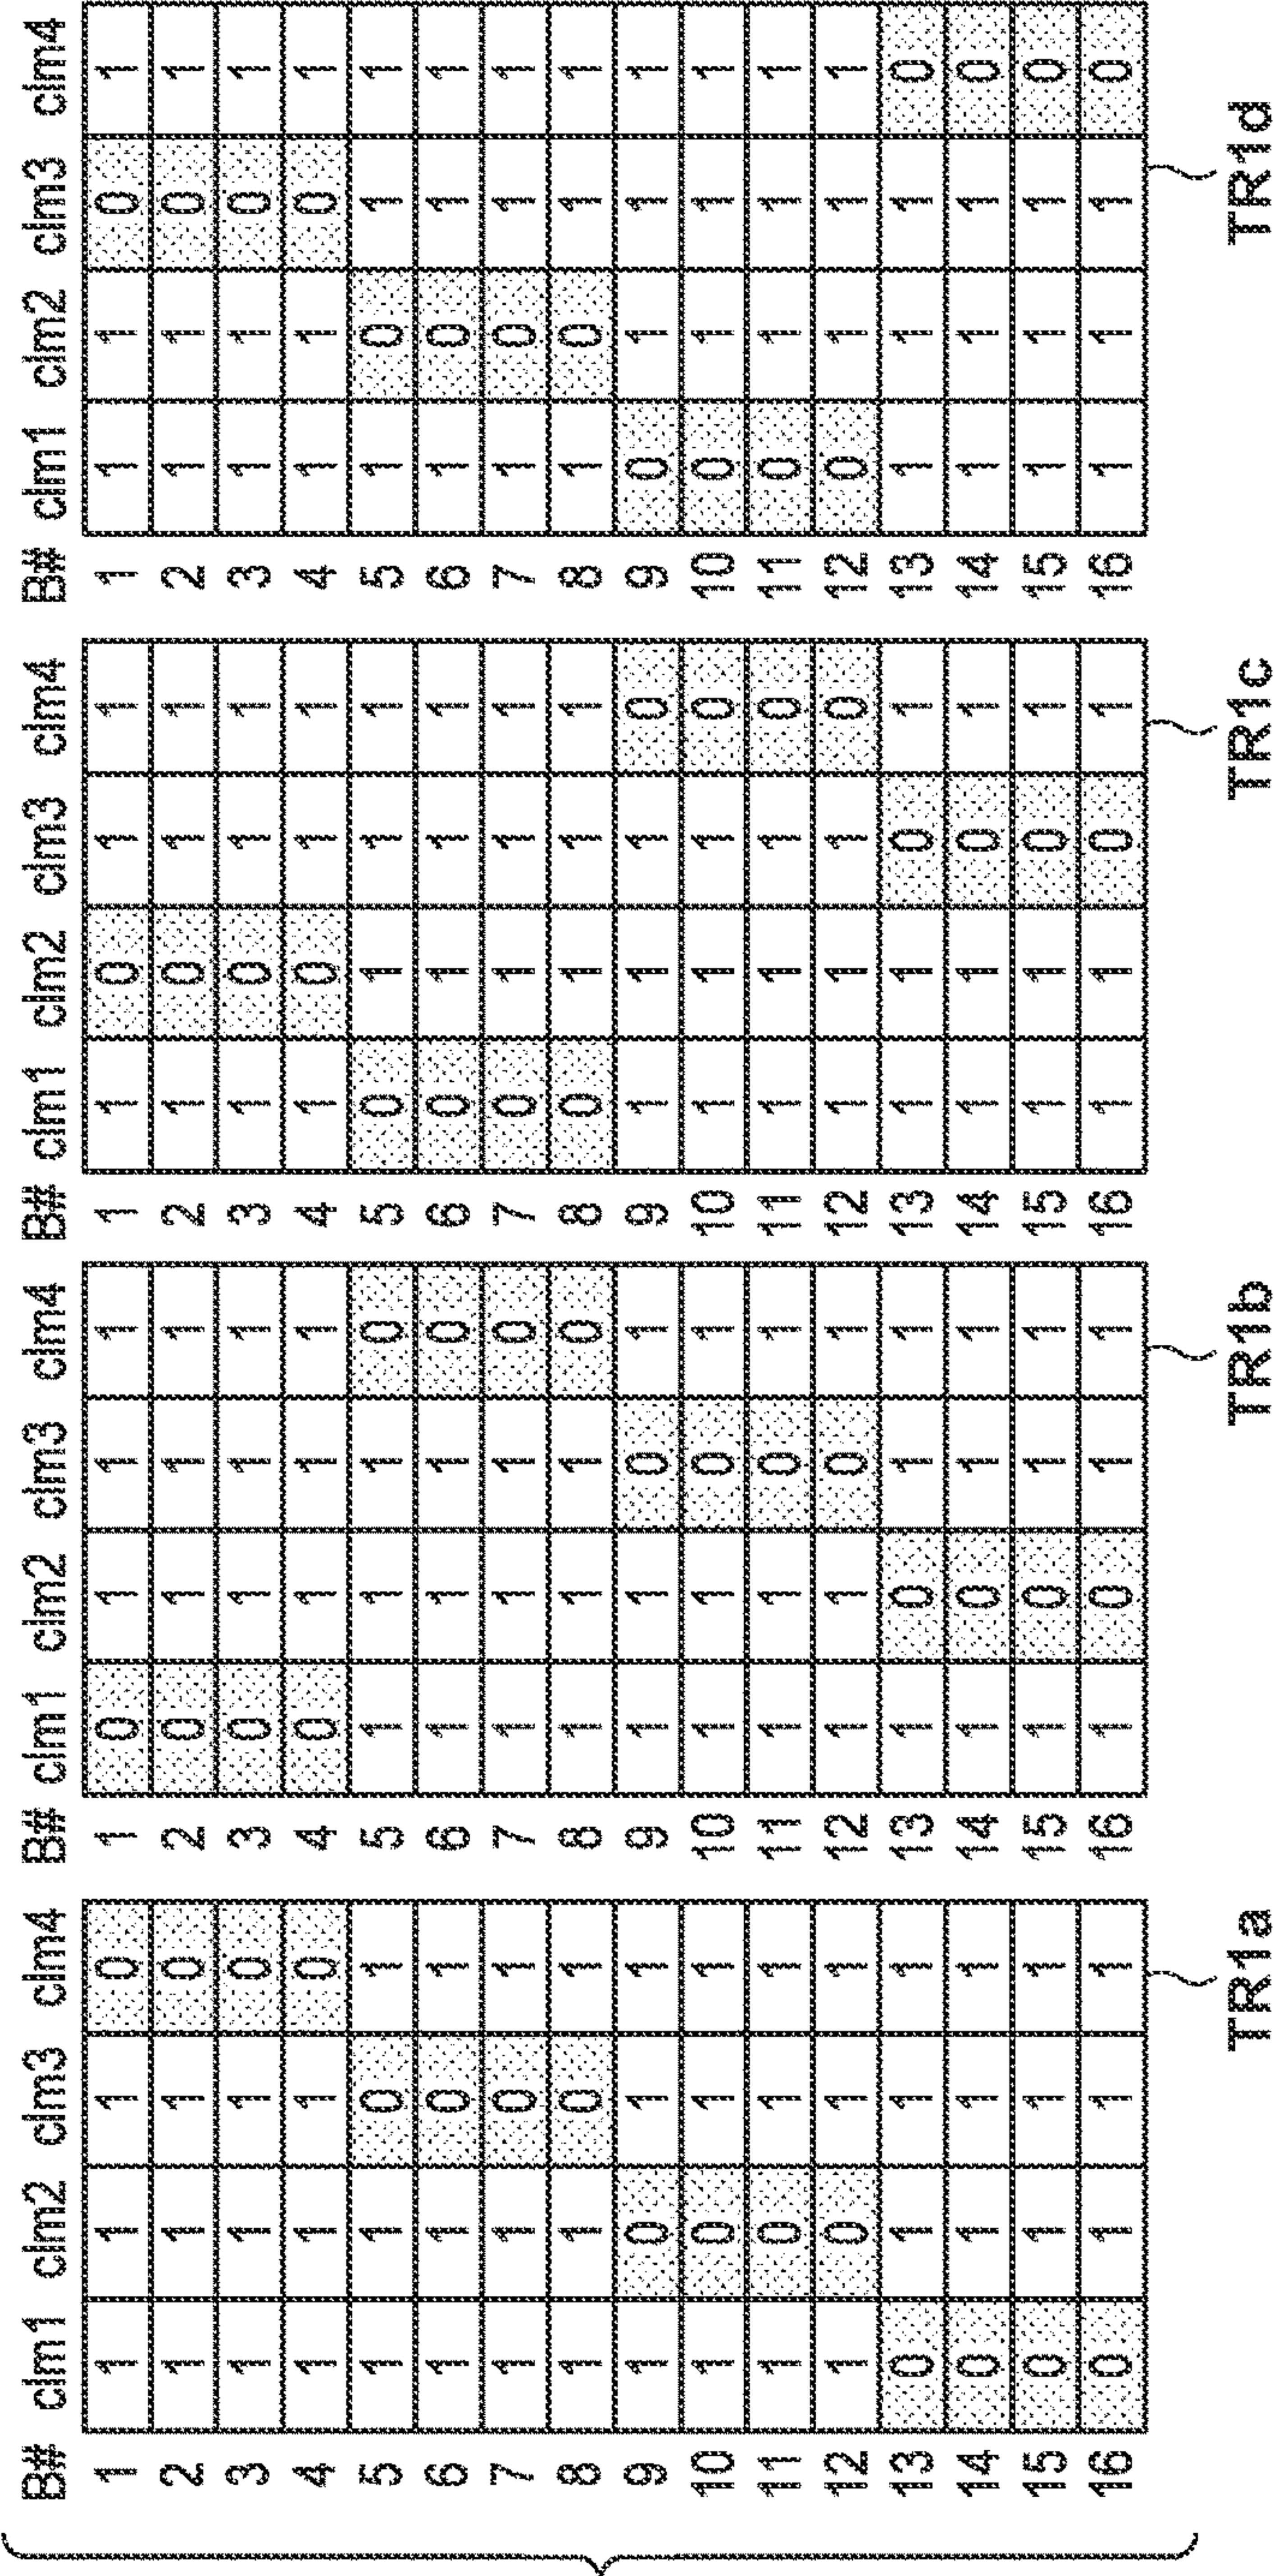 B# clm1 clm2 clm3 clm4 B# clm1 clm2 clm3 clm4 B# clm1 clm2 clm3 clm4 B# clm1 clm2 clm3 clm4
1 1 1 1 0 1 0 1 1 1 1 1 0 1 1 1 1 1 0 1
2 1 1 1 0 2 0 1 1 1 2 1 0 1 1 2 1 1 0 1
3 1 1 1 0 3 0 1 1 1 3 1 0 1 1 3 1 1 0 1
4 1 1 1 0 4 0 1 1 1 4 1 0 1 1 4 1 1 0 1
5 1 1 0 1 5 1 1 1 0 5 0 1 1 1 5 1 0 1 1
6 1 1 0 1 6 1 1 1 0 6 0 1 1 1 6 1 0 1 1
7 1 1 0 1 7 1 1 1 0 7 0 1 1 1 7 1 0 1 1
8 1 1 0 1 8 1 1 1 0 8 0 1 1 1 8 1 0 1 1
9 1 0 1 1 9 1 1 0 1 9 1 1 1 0 9 0 1 1 1
10 1 0 1 1 10 1 1 0 1 10 1 1 1 0 10 0 1 1 1
11 1 0 1 1 11 1 1 0 1 11 1 1 1 0 11 0 1 1 1
12 1 0 1 1 12 1 1 0 1 12 1 1 1 0 12 0 1 1 1
13 0 1 1 1 13 1 0 1 1 13 1 1 0 1 13 1 1 1 0
14 0 1 1 1 14 1 0 1 1 14 1 1 0 1 14 1 1 1 0
15 0 1 1 1 15 1 0 1 1 15 1 1 0 1 15 1 1 1 0
16 0 1 1 1 16 1 0 1 1 16 1 1 0 1 16 1 1 1 0
TR1a TR1b TR1c TR1d